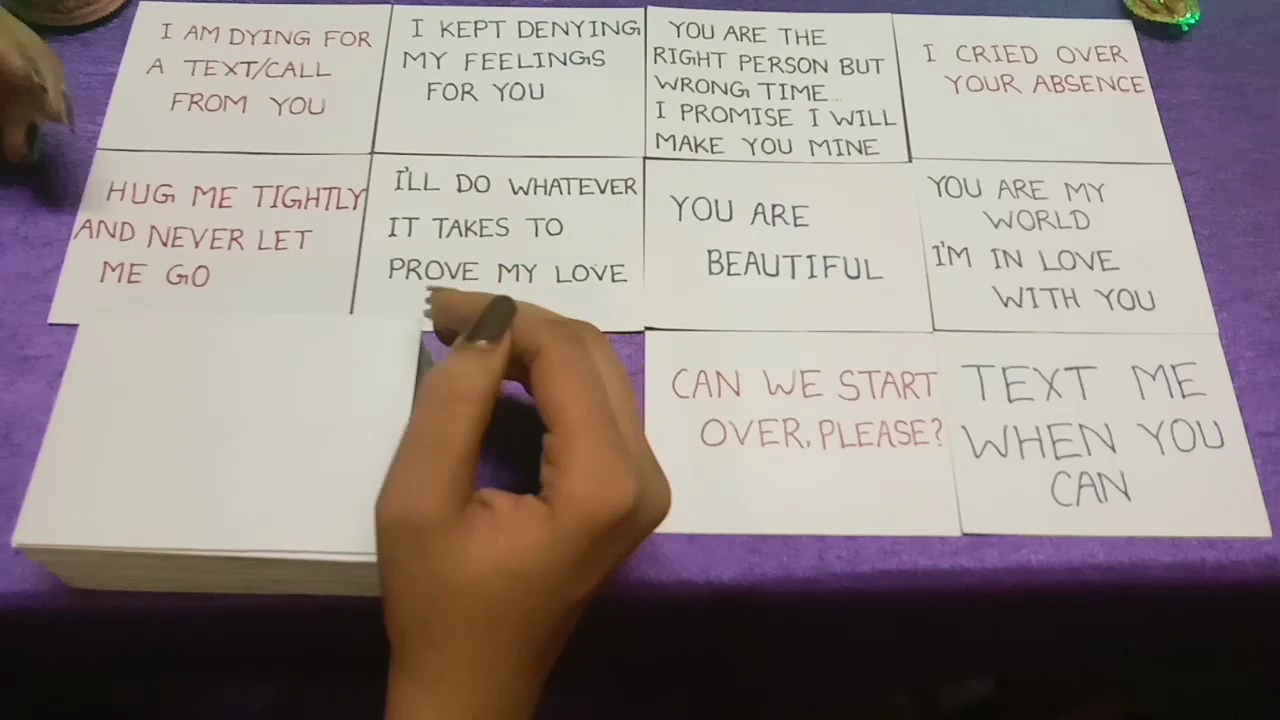 I AM DYING FOR
A TEXT/CALL
FROM YOU
I KEPT DENYING
MY FEELINGS
FOR YOU
YOU ARE THE
RIGHT PERSON BUT
WRONG TIME...
I PROMISE I WILL
MAKE YOU MINE
I CRIED OVER
YOUR ABSENCE
HUG ME TIGHTLY
AND NEVER LET
ME GO
I'LL DO WHATEVER
IT TAKES TO
PROVE MY LOVE
YOU ARE
BEAUTIFUL
YOU ARE MY
WORLD
I'M IN LOVE
WITH YOU
CAN WE START
OVER, PLEASE?
TEXT ME
WHEN YOU
CAN